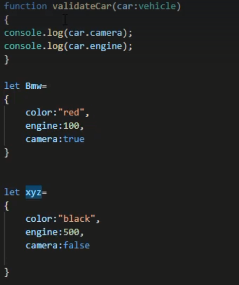 function validateCar(car:vehicle)
{
console.log(car.camera);
console.log(car.engine);
}
let Bmw=
{
color:"red",
engine:100,
camera:true
}
let xyz=
{
color:"black",
engine:500,
camera:false
}